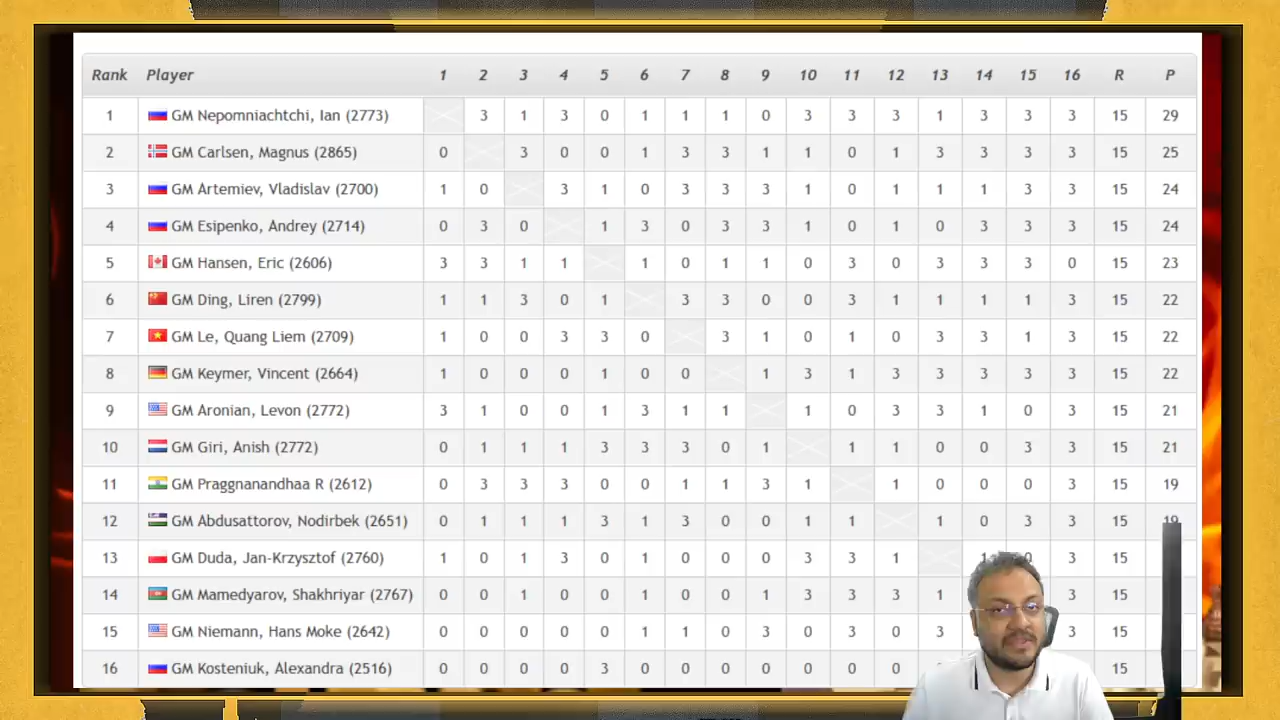 Rank Player 1 2 3 4 5 6 7 8 9 10 11 12 13 14 15 16 R P
1 GM Nepomniachtchi, Ian (2773) 3 1 3 0 1 1 1 0 3 3 3 1 3 3 3 15 29
2 GM Carlsen, Magnus (2865) 0 3 0 0 1 3 3 1 1 0 1 3 3 3 3 15 25
3 GM Artemiev, Vladislav (2700) 1 0 3 1 0 3 3 3 1 0 1 1 1 3 3 15 24
4 GM Esipenko, Andrey (2714) 0 3 0 1 3 0 3 3 1 0 1 0 3 3 3 15 24
5 GM Hansen, Eric (2606) 3 3 1 1 1 0 1 1 0 3 0 3 3 3 0 15 23
6 GM Ding, Liren (2799) 1 1 3 0 1 3 3 0 0 3 1 1 1 1 3 15 22
7 GM Le, Quang Liem (2709) 1 0 0 3 3 0 3 1 0 1 0 3 3 1 3 15 22
8 GM Keymer, Vincent (2664) 1 0 0 0 1 0 0 1 3 1 3 3 3 3 3 15 22
9 GM Aronian, Levon (2772) 3 1 0 0 1 3 1 1 1 0 3 3 1 0 3 15 21
10 GM Giri, Anish (2772) 0 1 1 1 3 3 3 0 1 1 1 0 0 3 3 15 21
11 GM Praggnanandhaa R (2612) 0 3 3 3 0 0 1 1 3 1 1 0 0 0 3 15 19
12 GM Abdusattorov, Nodirbek (2651) 0 1 1 1 3 1 3 0 0 1 1 1 0 3 3 15 19
13 GM Duda, Jan-Krzysztof (2760) 1 0 1 3 0 1 0 0 0 3 3 1 1 0 3 15
14 GM Mamedyarov, Shakhriyar (2767) 0 0 1 0 0 1 0 0 1 3 3 3 1 3 15
15 GM Niemann, Hans Moke (2642) 0 0 0 0 0 1 1 0 3 0 3 0 3 3 15
16 GM Kosteniuk, Alexandra (2516) 0 0 0 0 3 0 0 0 0 0 0 0 15